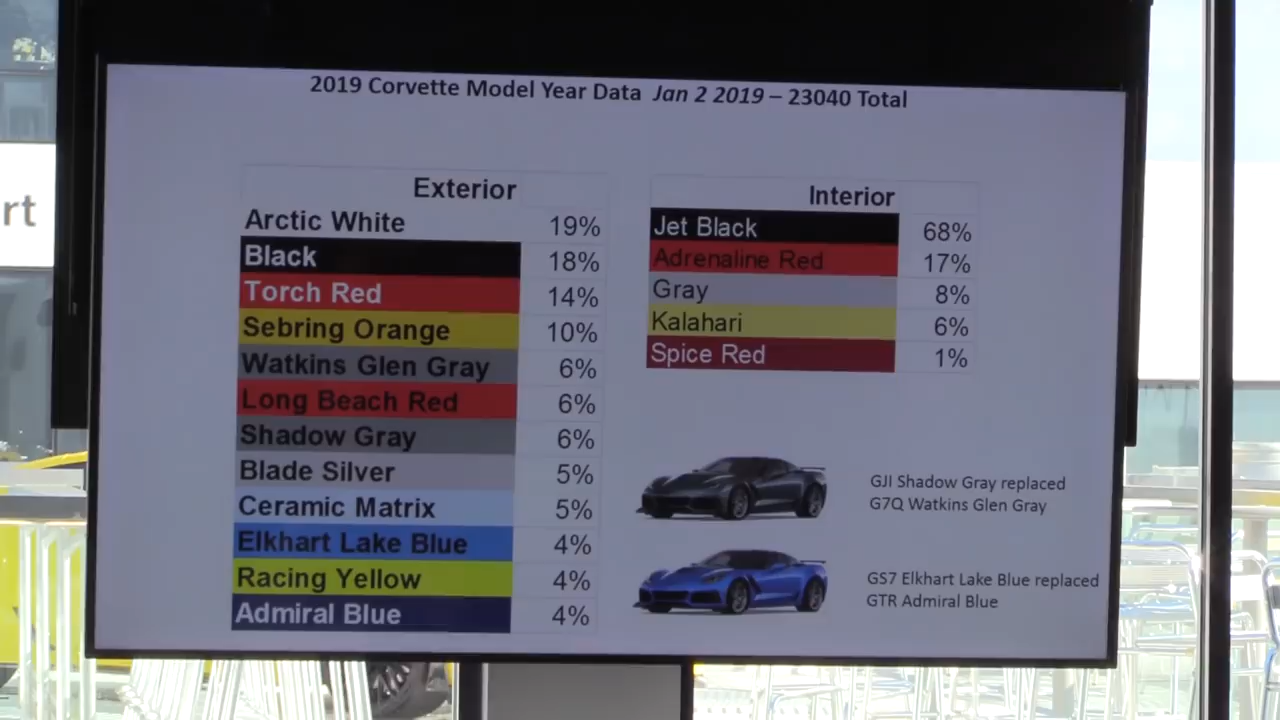 2019 Corvette Model Year Data Jan 2 2019 – 23040 Total
rt
Exterior
Arctic White 19%
Black 18%
Torch Red 14%
Sebring Orange 10%
Watkins Glen Gray 6%
Long Beach Red 6%
Shadow Gray 6%
Blade Silver 5%
Ceramic Matrix 5%
Elkhart Lake Blue 4%
Racing Yellow 4%
Admiral Blue 4%
Interior
Jet Black 68%
Adrenaline Red 17%
Gray 8%
Kalahari 6%
Spice Red 1%
GJI Shadow Gray replaced
G7Q Watkins Glen Gray
GS7 Elkhart Lake Blue replaced
GTR Admiral Blue